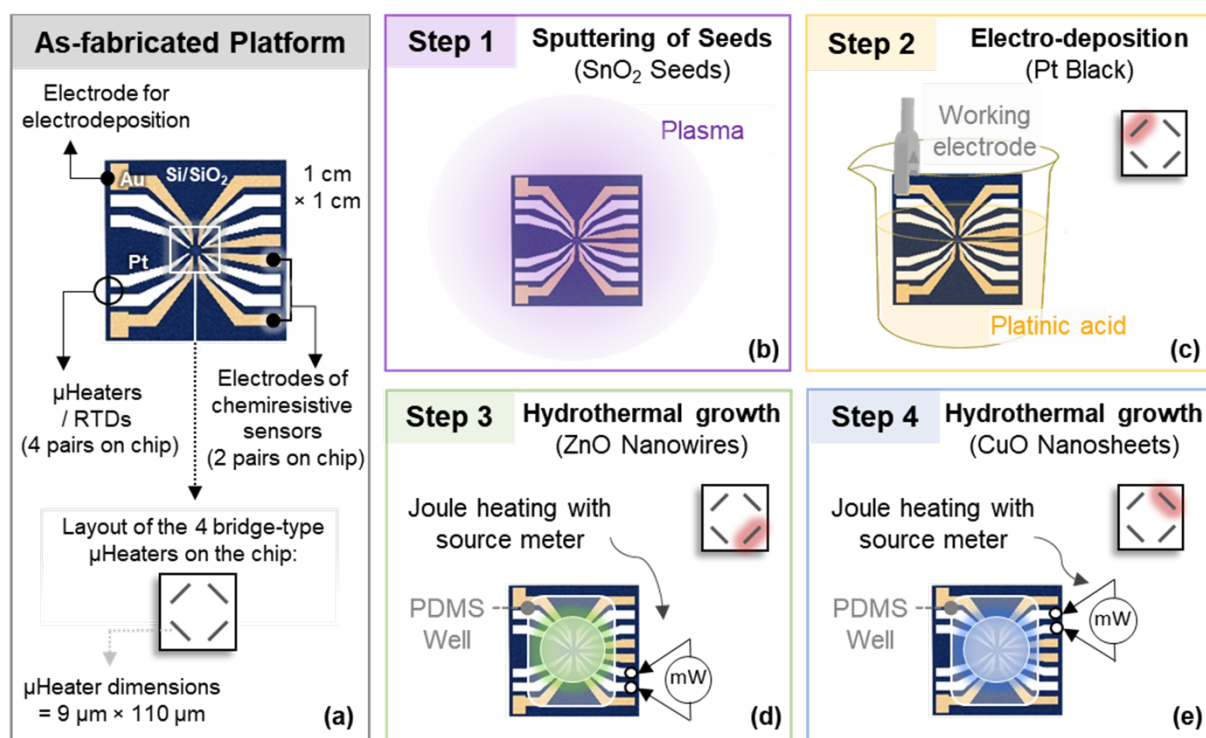 As-fabricated Platform
Electrode for
electrodeposition
Au
Si/SiO₂
1 cm
× 1 cm
Pt
μHeaters
/ RTDs
(4 pairs on chip)
Electrodes of
chemiresistive
sensors
(2 pairs on chip)
Layout of the 4 bridge-type
μHeaters on the chip:
μHeater dimensions
= 9 μm × 110 μm
(a)
Step 1
Sputtering of Seeds
(SnO₂ Seeds)
Plasma
(b)
Step 2
Electro-deposition
(Pt Black)
Working
electrode
Platinic acid
(c)
Step 3
Hydrothermal growth
(ZnO Nanowires)
Joule heating with
source meter
PDMS
Well
mW
(d)
Step 4
Hydrothermal growth
(CuO Nanosheets)
Joule heating with
source meter
PDMS
Well
mW
(e)